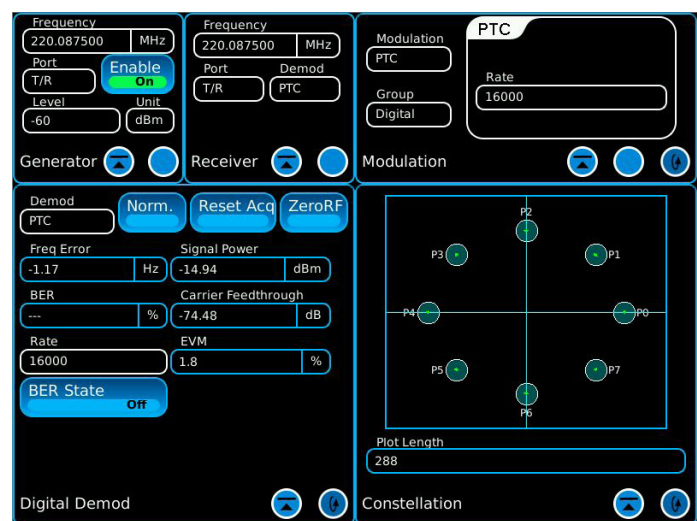 Frequency
220.087500 MHz
Port
T/R
Enable
On
Level Unit
-60 dBm
Generator
Frequency
220.087500 MHz
Port Demod
T/R PTC
Receiver
Modulation
PTC
Group
Digital
PTC
Rate
16000
Modulation
Demod
PTC
Norm.
Reset Acq
ZeroRF
Freq Error Signal Power
-1.17 Hz -14.94 dBm
BER Carrier Feedthrough
--- % -74.48 dB
Rate EVM
16000 1.8 %
BER State
Off
Digital Demod
P2
P3 P1
P4 P0
P5 P7
P6
Plot Length
288
Constellation